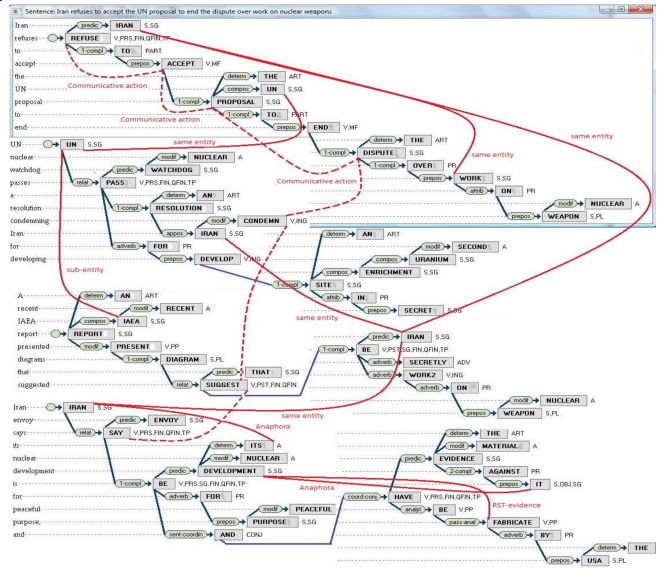 Sentence: Iran refuses to accept the UN proposal to end the dispute over work on nuclear weapons
Iran predic IRAN S,SG
refuses REFUSE V,PRS,FIN,QFIN,TP
to 1-compl TO PART
accept prepos ACCEPT V,MF
Communicative action
the determ THE ART
UN compos UN S,SG
proposal 1-compl PROPOSAL S,SG
Communicative action
to 1-compl TO PART
end prepos END V,MF
same entity
determ THE ART
1-compl DISPUTE S,SG
1-compl OVER PR
same entity
same entity
prepos WORK S,SG
attrib ON PR
modif NUCLEAR A
prepos WEAPON S,PL
Communicative action
UN UN S,SG
nuclear modif NUCLEAR A
watchdog predic WATCHDOG S,SG
passes relat PASS V,PRS,FIN,QFIN,TP
a determ AN ART
resolution 1-compl RESOLUTION S,SG
condemning modif CONDEMN V,ING
Iran appos IRAN S,SG
for adverb FOR PR
developing prepos DEVELOP V,ING
determ AN ART
modif SECOND A
compos URANIUM S,SG
compos ENRICHMENT S,SG
1-compl SITE S,SG
attrib IN PR
prepos SECRET S,SG
sub-entity
same entity
A determ AN ART
recent modif RECENT A
IAEA compos IAEA S,SG
report REPORT S,SG
presented modif PRESENT V,PP
diagrams 1-compl DIAGRAM S,PL
that predic THAT S,SG
suggested relat SUGGEST V,PST,FIN,QFIN
predic IRAN S,SG
1-compl BE V,PST,SG,FIN,QFIN,TP
adverb SECRETLY ADV
adverb WORK2 V,ING
adverb ON PR
modif NUCLEAR A
prepos WEAPON S,PL
same entity
Iran IRAN S,SG
envoy predic ENVOY S,SG
says relat SAY V,PRS,FIN,QFIN,TP
Anaphora
its determ ITS A
nuclear modif NUCLEAR A
development predic DEVELOPMENT S,SG
is 1-compl BE V,PRS,SG,FIN,QFIN,TP
for adverb FOR PR
peaceful modif PEACEFUL A
purpose, prepos PURPOSE S,SG
and sent-coordin AND CONJ
Anaphora
determ THE ART
modif MATERIAL A
predic EVIDENCE S,SG
2-compl AGAINST PR
prepos IT S,OBJ,SG
coord-conj HAVE V,PRS,FIN,QFIN,TP
RST-evidence
analyt BE V,PP
pass-anal FABRICATE V,PP
adverb BY PR
determ THE
prepos USA S,PL